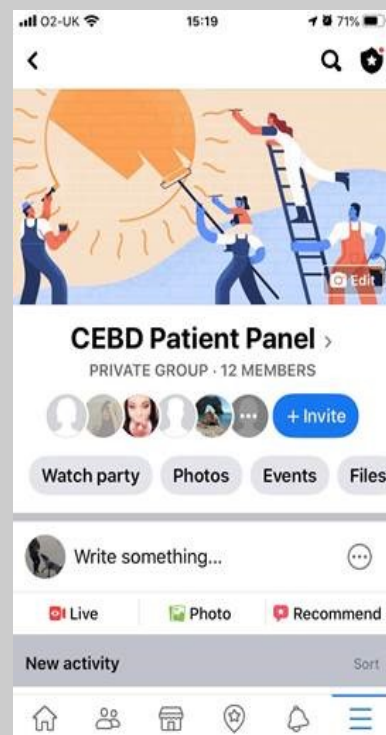 O2-UK 15:19 71%
Edit
CEBD Patient Panel
PRIVATE GROUP · 12 MEMBERS
+ Invite
Watch party Photos Events Files
Write something...
Live Photo Recommend
New activity Sort